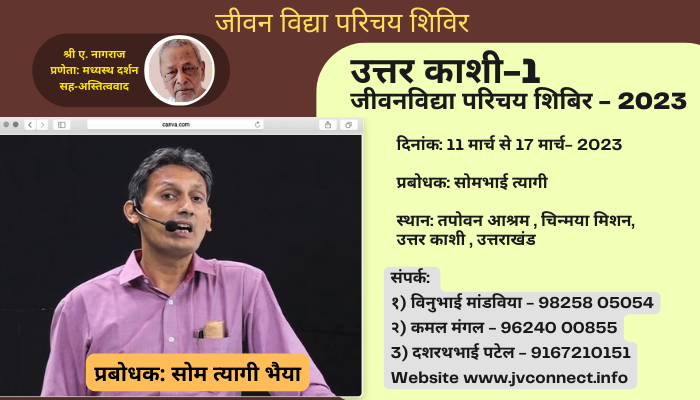 जीवन विद्या परिचय शिविर
श्री ए. नागराज
प्रणेता: मध्यस्थ दर्शन
सह-अस्तित्ववाद
उत्तर काशी–1
जीवनविद्या परिचय शिबिर – 2023
canva.com
दिनांक: 11 मार्च से 17 मार्च– 2023
प्रबोधक: सोमभाई त्यागी
स्थान: तपोवन आश्रम , चिन्मया मिशन,
उत्तर काशी , उत्तराखंड
संपर्क:
१) विनुभाई मांडविया – 98258 05054
२) कमल मंगल – 96240 00855
3) दशरथभाई पटेल – 9167210151
Website www.jvconnect.info
प्रबोधक: सोम त्यागी भैया